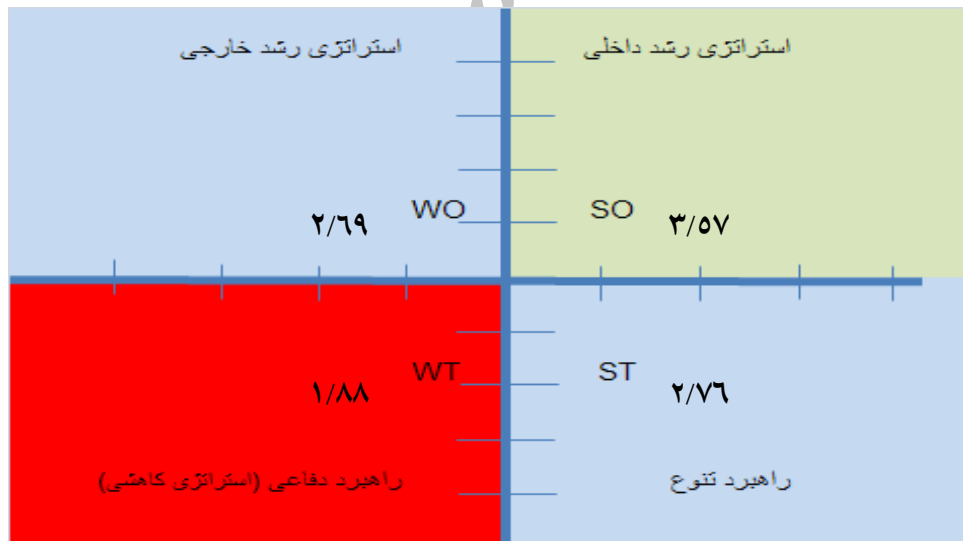 استراتژی رشد داخلی
استراتژی رشد خارجی
SO ۳/۵۷
WO ۲/۶۹
ST ۲/۷۶
WT ۱/۸۸
راهبرد تنوع
راهبرد دفاعی (استراتژی کاهشی)